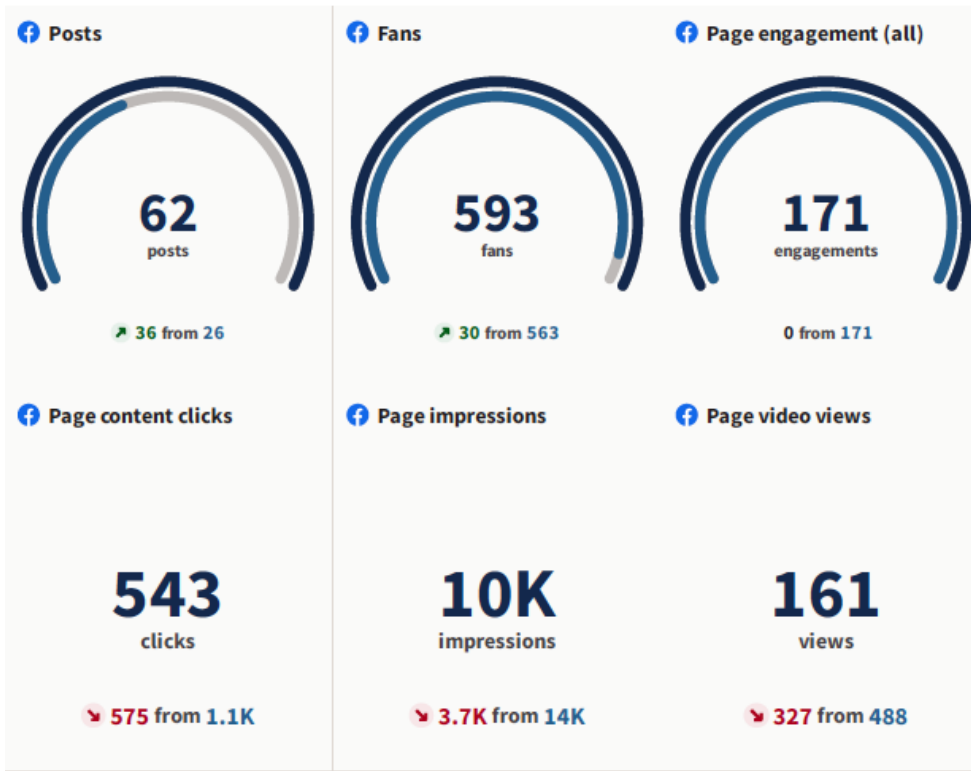 Posts
62
posts
36 from 26
Fans
593
fans
30 from 563
Page engagement (all)
171
engagements
0 from 171
Page content clicks
543
clicks
575 from 1.1K
Page impressions
10K
impressions
3.7K from 14K
Page video views
161
views
327 from 488